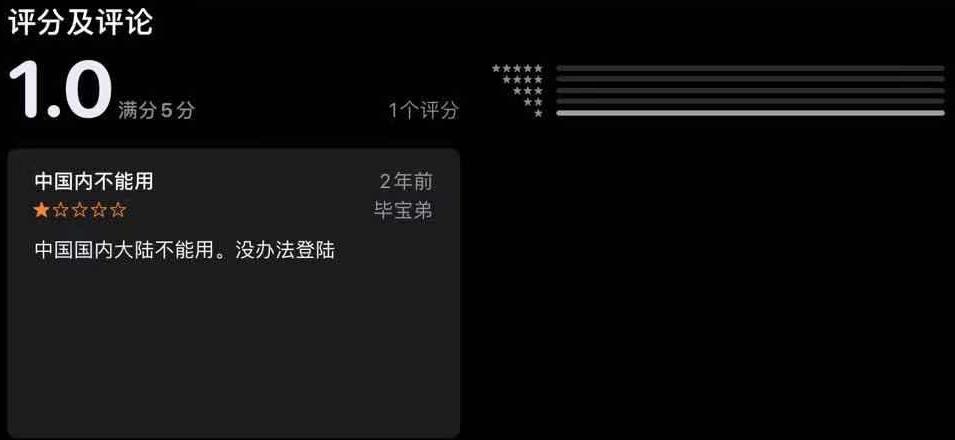 评分及评论
1.0 满分5分 1个评分
★★★★★
★★★★
★★★
★★
★
中国内不能用 2年前
★☆☆☆☆ 毕宝弟
中国国内大陆不能用。没办法登陆